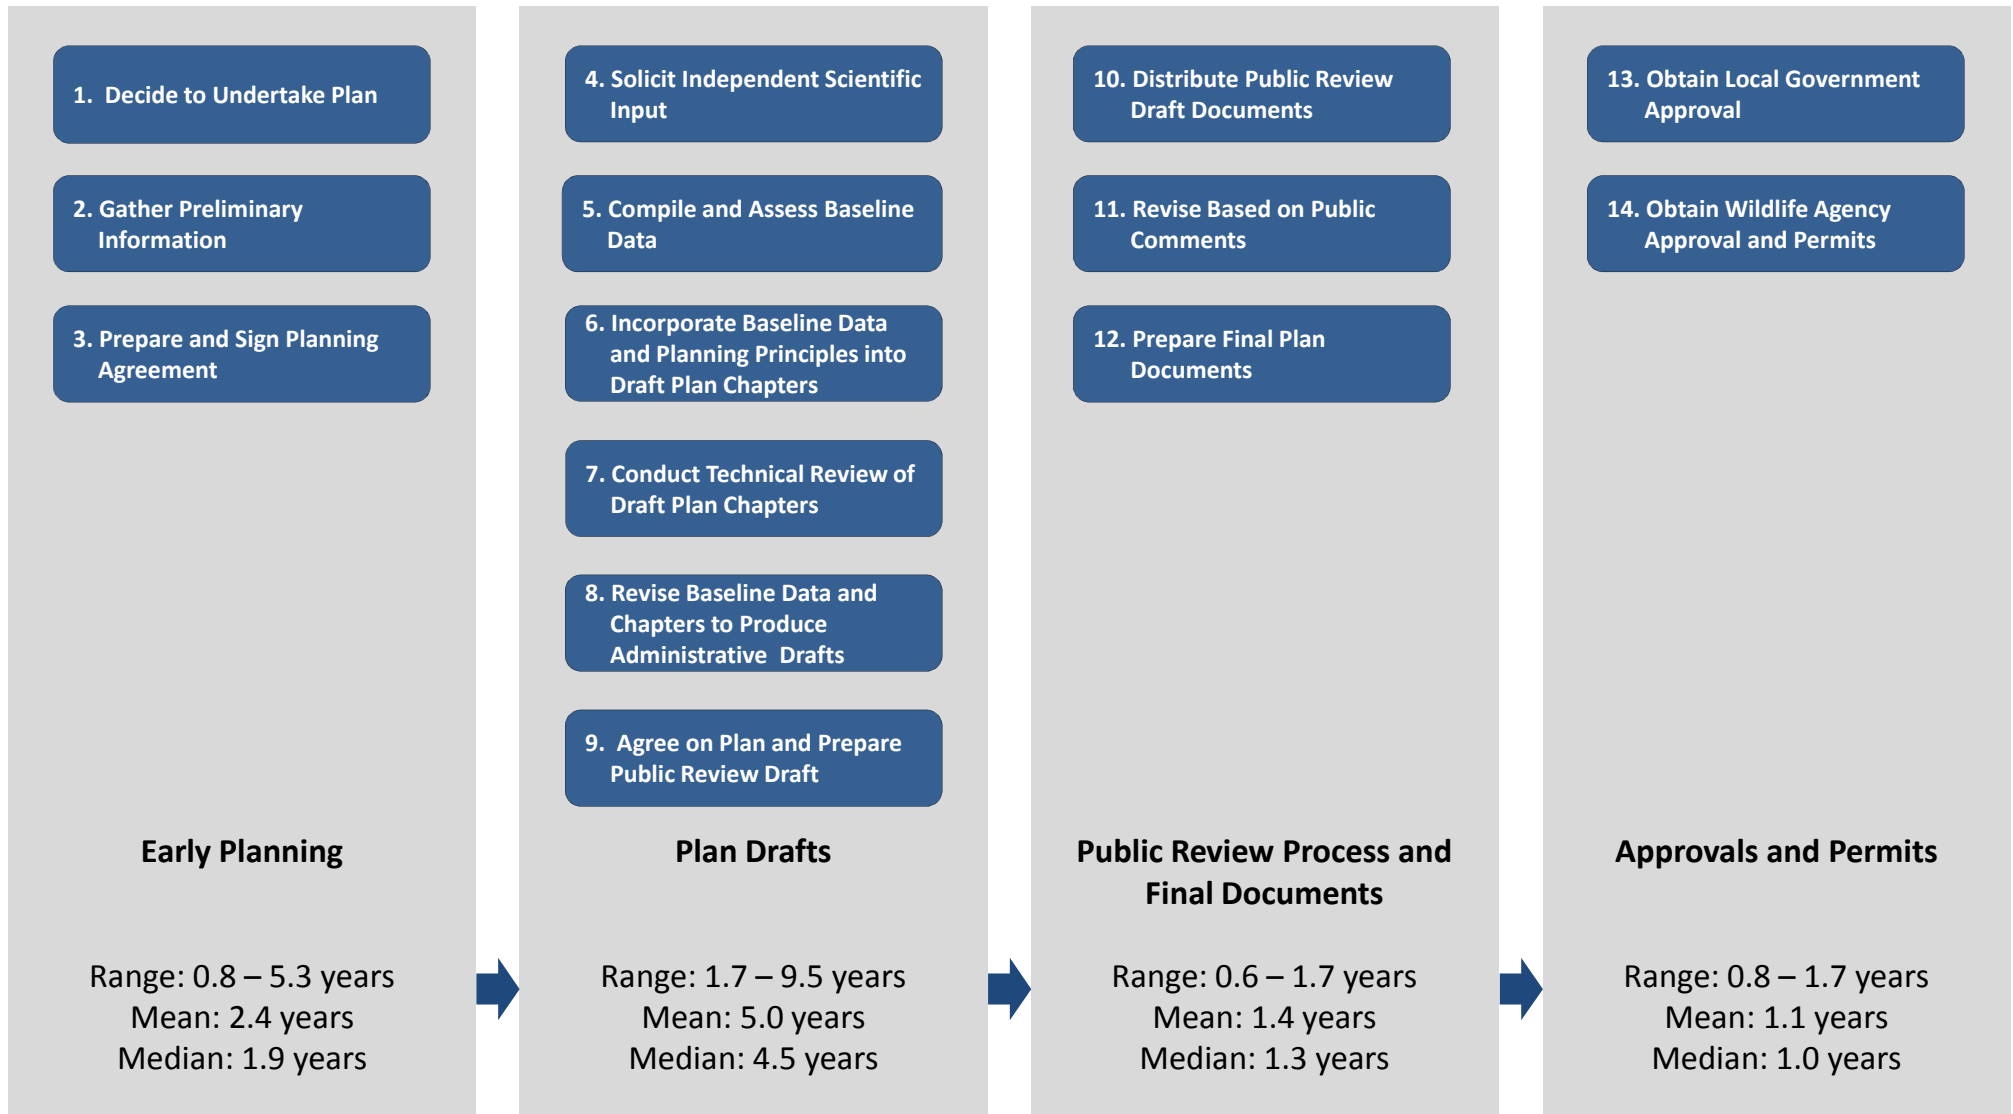 1. Decide to Undertake Plan
2. Gather Preliminary
Information
3. Prepare and Sign Planning
Agreement
Early Planning
Range: 0.8 – 5.3 years
Mean: 2.4 years
Median: 1.9 years
4. Solicit Independent Scientific
Input
5. Compile and Assess Baseline
Data
6. Incorporate Baseline Data
and Planning Principles into
Draft Plan Chapters
7. Conduct Technical Review of
Draft Plan Chapters
8. Revise Baseline Data and
Chapters to Produce
Administrative Drafts
9. Agree on Plan and Prepare
Public Review Draft
Plan Drafts
Range: 1.7 – 9.5 years
Mean: 5.0 years
Median: 4.5 years
10. Distribute Public Review
Draft Documents
11. Revise Based on Public
Comments
12. Prepare Final Plan
Documents
Public Review Process and
Final Documents
Range: 0.6 – 1.7 years
Mean: 1.4 years
Median: 1.3 years
13. Obtain Local Government
Approval
14. Obtain Wildlife Agency
Approval and Permits
Approvals and Permits
Range: 0.8 – 1.7 years
Mean: 1.1 years
Median: 1.0 years